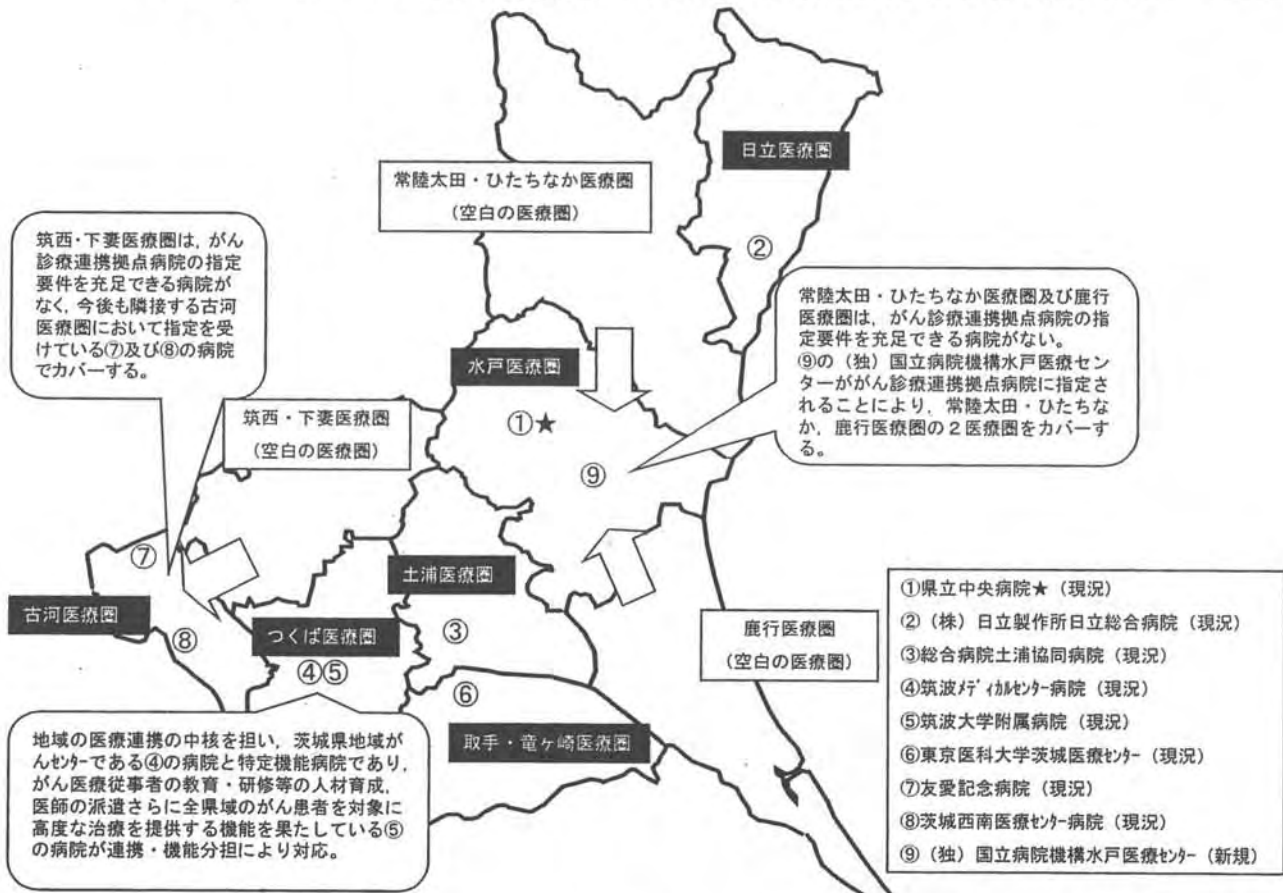 日立医療圏
常陸太田・ひたちなか医療圏
(空白の医療圏)
②
筑西・下妻医療圏は，がん
診療連携拠点病院の指定
要件を充足できる病院が
なく，今後も隣接する古河
医療圏において指定を受
けている⑦及び⑧の病院
でカバーする。
常陸太田・ひたちなか医療圏及び鹿行
医療圏は，がん診療連携拠点病院の指
定要件を充足できる病院がない。
⑨の（独）国立病院機構水戸医療セン
ターががん診療連携拠点病院に指定さ
れることにより，常陸太田・ひたちな
か，鹿行医療圏の２医療圏をカバーす
る。
水戸医療圏
①★
⑨
筑西・下妻医療圏
(空白の医療圏)
⑦
古河医療圏
⑧
土浦医療圏
③
つくば医療圏
④⑤
⑥
取手・竜ヶ崎医療圏
鹿行医療圏
(空白の医療圏)
地域の医療連携の中核を担い，茨城県地域が
んｾﾝﾀｰである④の病院と特定機能病院であり，
がん医療従事者の教育・研修等の人材育成，
医師の派遣さらに全県域のがん患者を対象に
高度な治療を提供する機能を果たしている⑤
の病院が連携・機能分担により対応。
①県立中央病院★（現況）
②（株）日立製作所日立総合病院（現況）
③総合病院土浦協同病院（現況）
④筑波ﾒﾃﾞｨｶﾙｾﾝﾀｰ病院（現況）
⑤筑波大学附属病院（現況）
⑥東京医科大学茨城医療ｾﾝﾀｰ（現況）
⑦友愛記念病院（現況）
⑧茨城西南医療ｾﾝﾀｰ病院（現況）
⑨（独）国立病院機構水戸医療ｾﾝﾀｰ（新規）